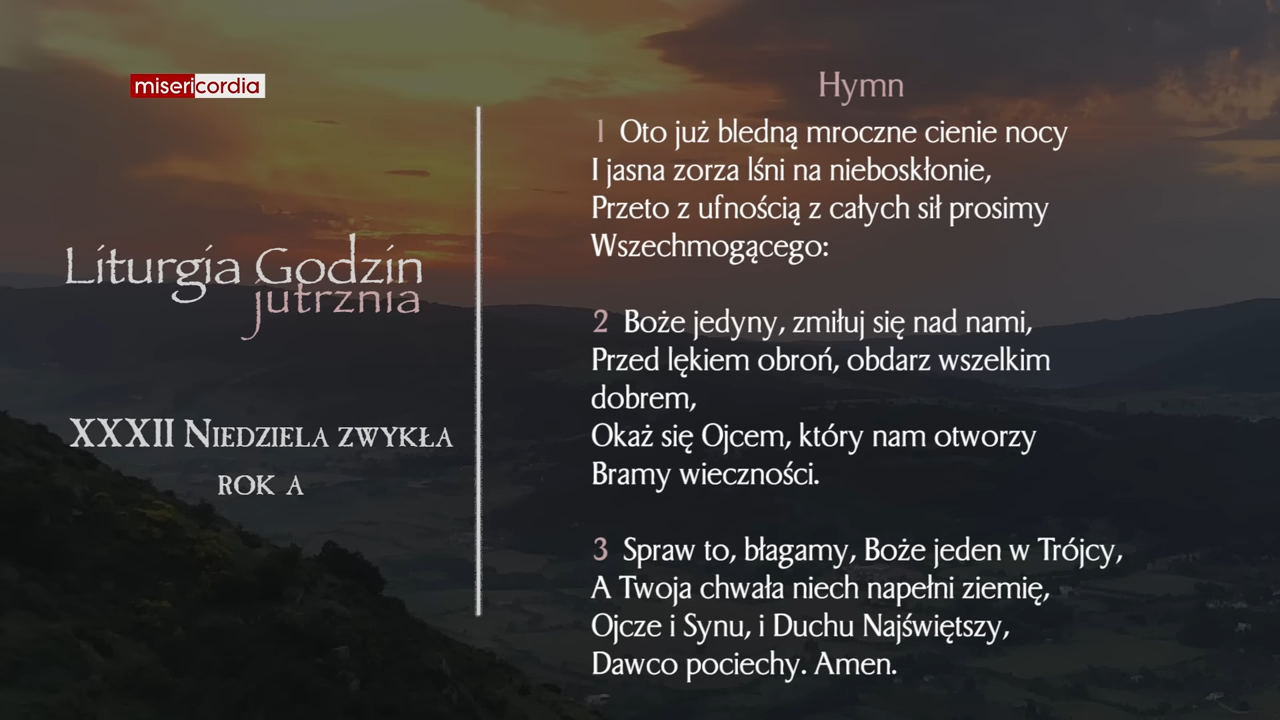 misericordia
Liturgia Godzin
jutrznia
XXXII Niedziela zwykła
rok a
Hymn
1 Oto już bledną mroczne cienie nocy
I jasna zorza lśni na nieboskłonie,
Przeto z ufnością z całych sił prosimy
Wszechmogącego:
2 Boże jedyny, zmiłuj się nad nami,
Przed lękiem obroń, obdarz wszelkim
dobrem,
Okaż się Ojcem, który nam otworzy
Bramy wieczności.
3 Spraw to, błagamy, Boże jeden w Trójcy,
A Twoja chwała niech napełni ziemię,
Ojcze i Synu, i Duchu Najświętszy,
Dawco pociechy. Amen.